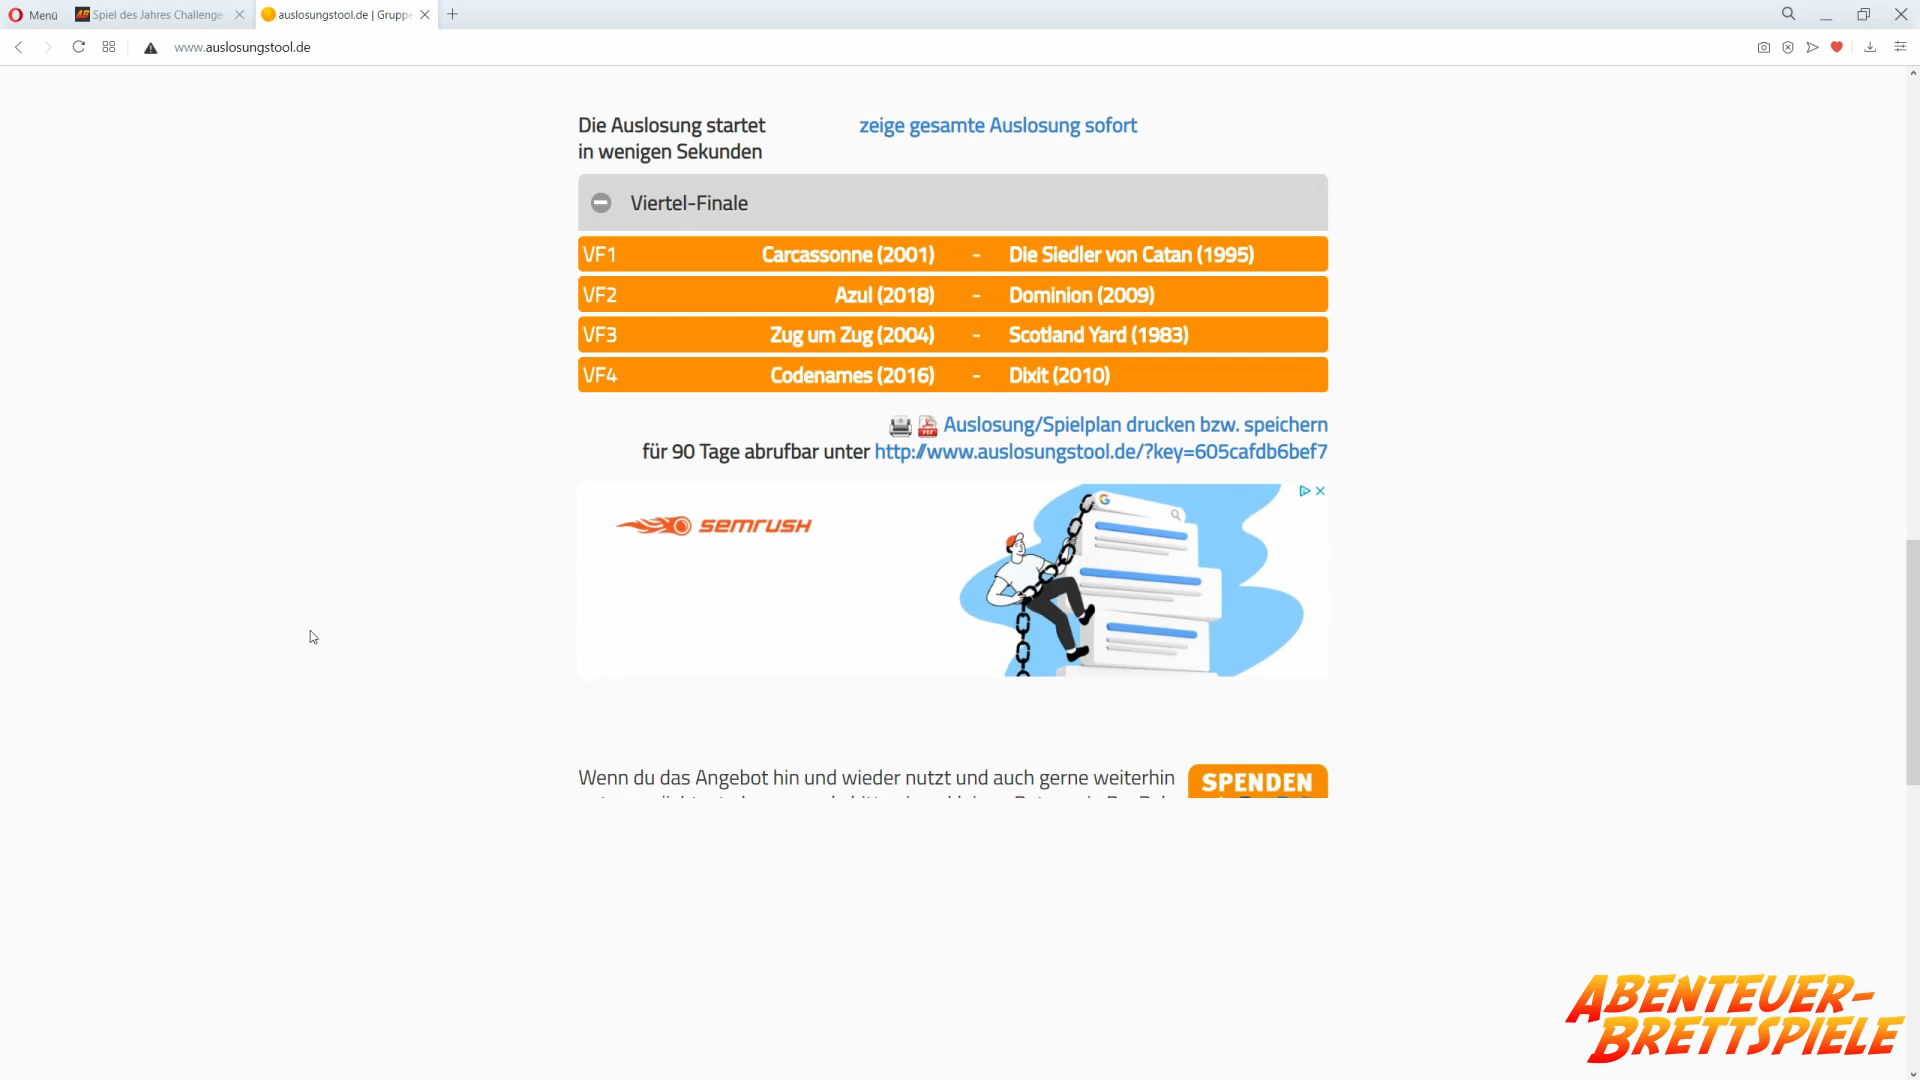 Menü
Spiel des Jahres Challenge
auslosungstool.de | Gruppe
www.auslosungstool.de
Die Auslosung startet
in wenigen Sekunden
zeige gesamte Auslosung sofort
Viertel-Finale
VF1 Carcassonne (2001) - Die Siedler von Catan (1995)
VF2 Azul (2018) - Dominion (2009)
VF3 Zug um Zug (2004) - Scotland Yard (1983)
VF4 Codenames (2016) - Dixit (2010)
Auslosung/Spielplan drucken bzw. speichern
für 90 Tage abrufbar unter http://www.auslosungstool.de/?key=605cafdb6bef7
SEMRUSH
Wenn du das Angebot hin und wieder nutzt und auch gerne weiterhin
SPENDEN
ABENTEUER-
BRETTSPIELE